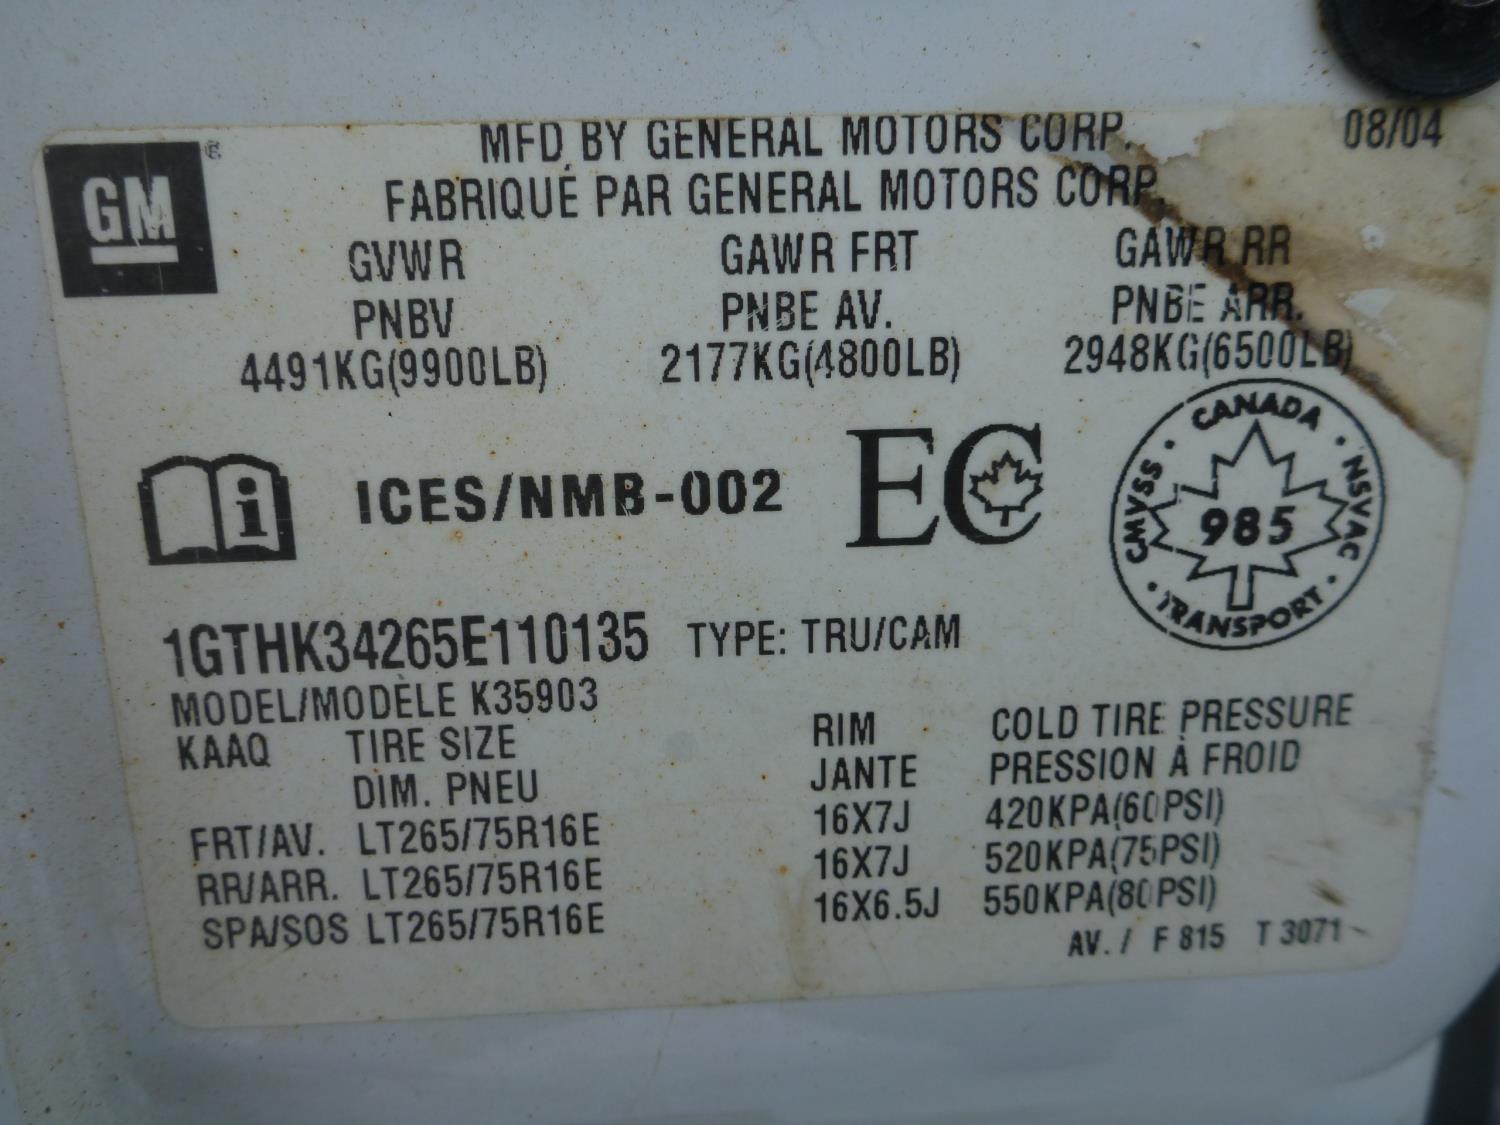 MFD BY GENERAL MOTORS CORP. 08/04
FABRIQUÉ PAR GENERAL MOTORS CORP.
GM
GVWR GAWR FRT GAWR RR
PNBV PNBE AV. PNBE ARR.
4491KG(9900LB) 2177KG(4800LB) 2948KG(6500LB)
ICES/NMB-002 EC
CANADA
CMVSS 985 NSVAC
TRANSPORT
1GTHK34265E110135 TYPE: TRU/CAM
MODEL/MODÈLE K35903
KAAQ TIRE SIZE RIM COLD TIRE PRESSURE
DIM. PNEU JANTE PRESSION À FROID
FRT/AV. LT265/75R16E 16X7J 420KPA(60PSI)
RR/ARR. LT265/75R16E 16X7J 520KPA(75PSI)
SPA/SOS LT265/75R16E 16X6.5J 550KPA(80PSI)
AV. / F 815 T 3071